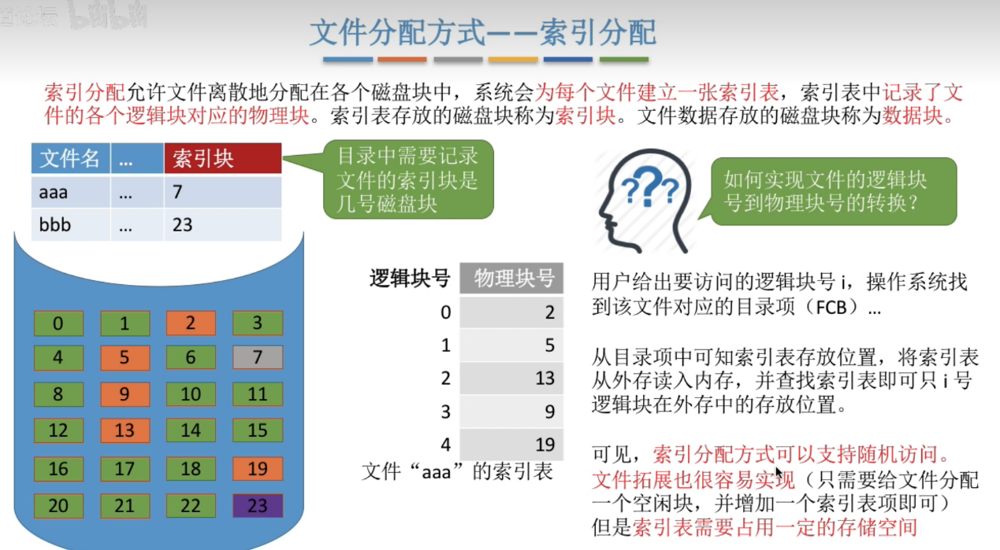 文件分配方式——索引分配
索引分配允许文件离散地分配在各个磁盘块中，系统会为每个文件建立一张索引表，索引表中记录了文
件的各个逻辑块对应的物理块。索引表存放的磁盘块称为索引块。文件数据存放的磁盘块称为数据块。
文件名 ... 索引块
aaa ... 7
bbb ... 23
目录中需要记录
文件的索引块是
几号磁盘块
如何实现文件的逻辑块
号到物理块号的转换？
0 1 2 3
4 5 6 7
8 9 10 11
12 13 14 15
16 17 18 19
20 21 22 23
逻辑块号 物理块号
0 2
1 5
2 13
3 9
4 19
文件“aaa”的索引表
用户给出要访问的逻辑块号 i，操作系统找
到该文件对应的目录项（FCB）...
从目录项中可知索引表存放位置，将索引表
从外存读入内存，并查找索引表即可只 i 号
逻辑块在外存中的存放位置。
可见，索引分配方式可以支持随机访问。
文件拓展也很容易实现（只需要给文件分配
一个空闲块，并增加一个索引表项即可）
但是索引表需要占用一定的存储空间